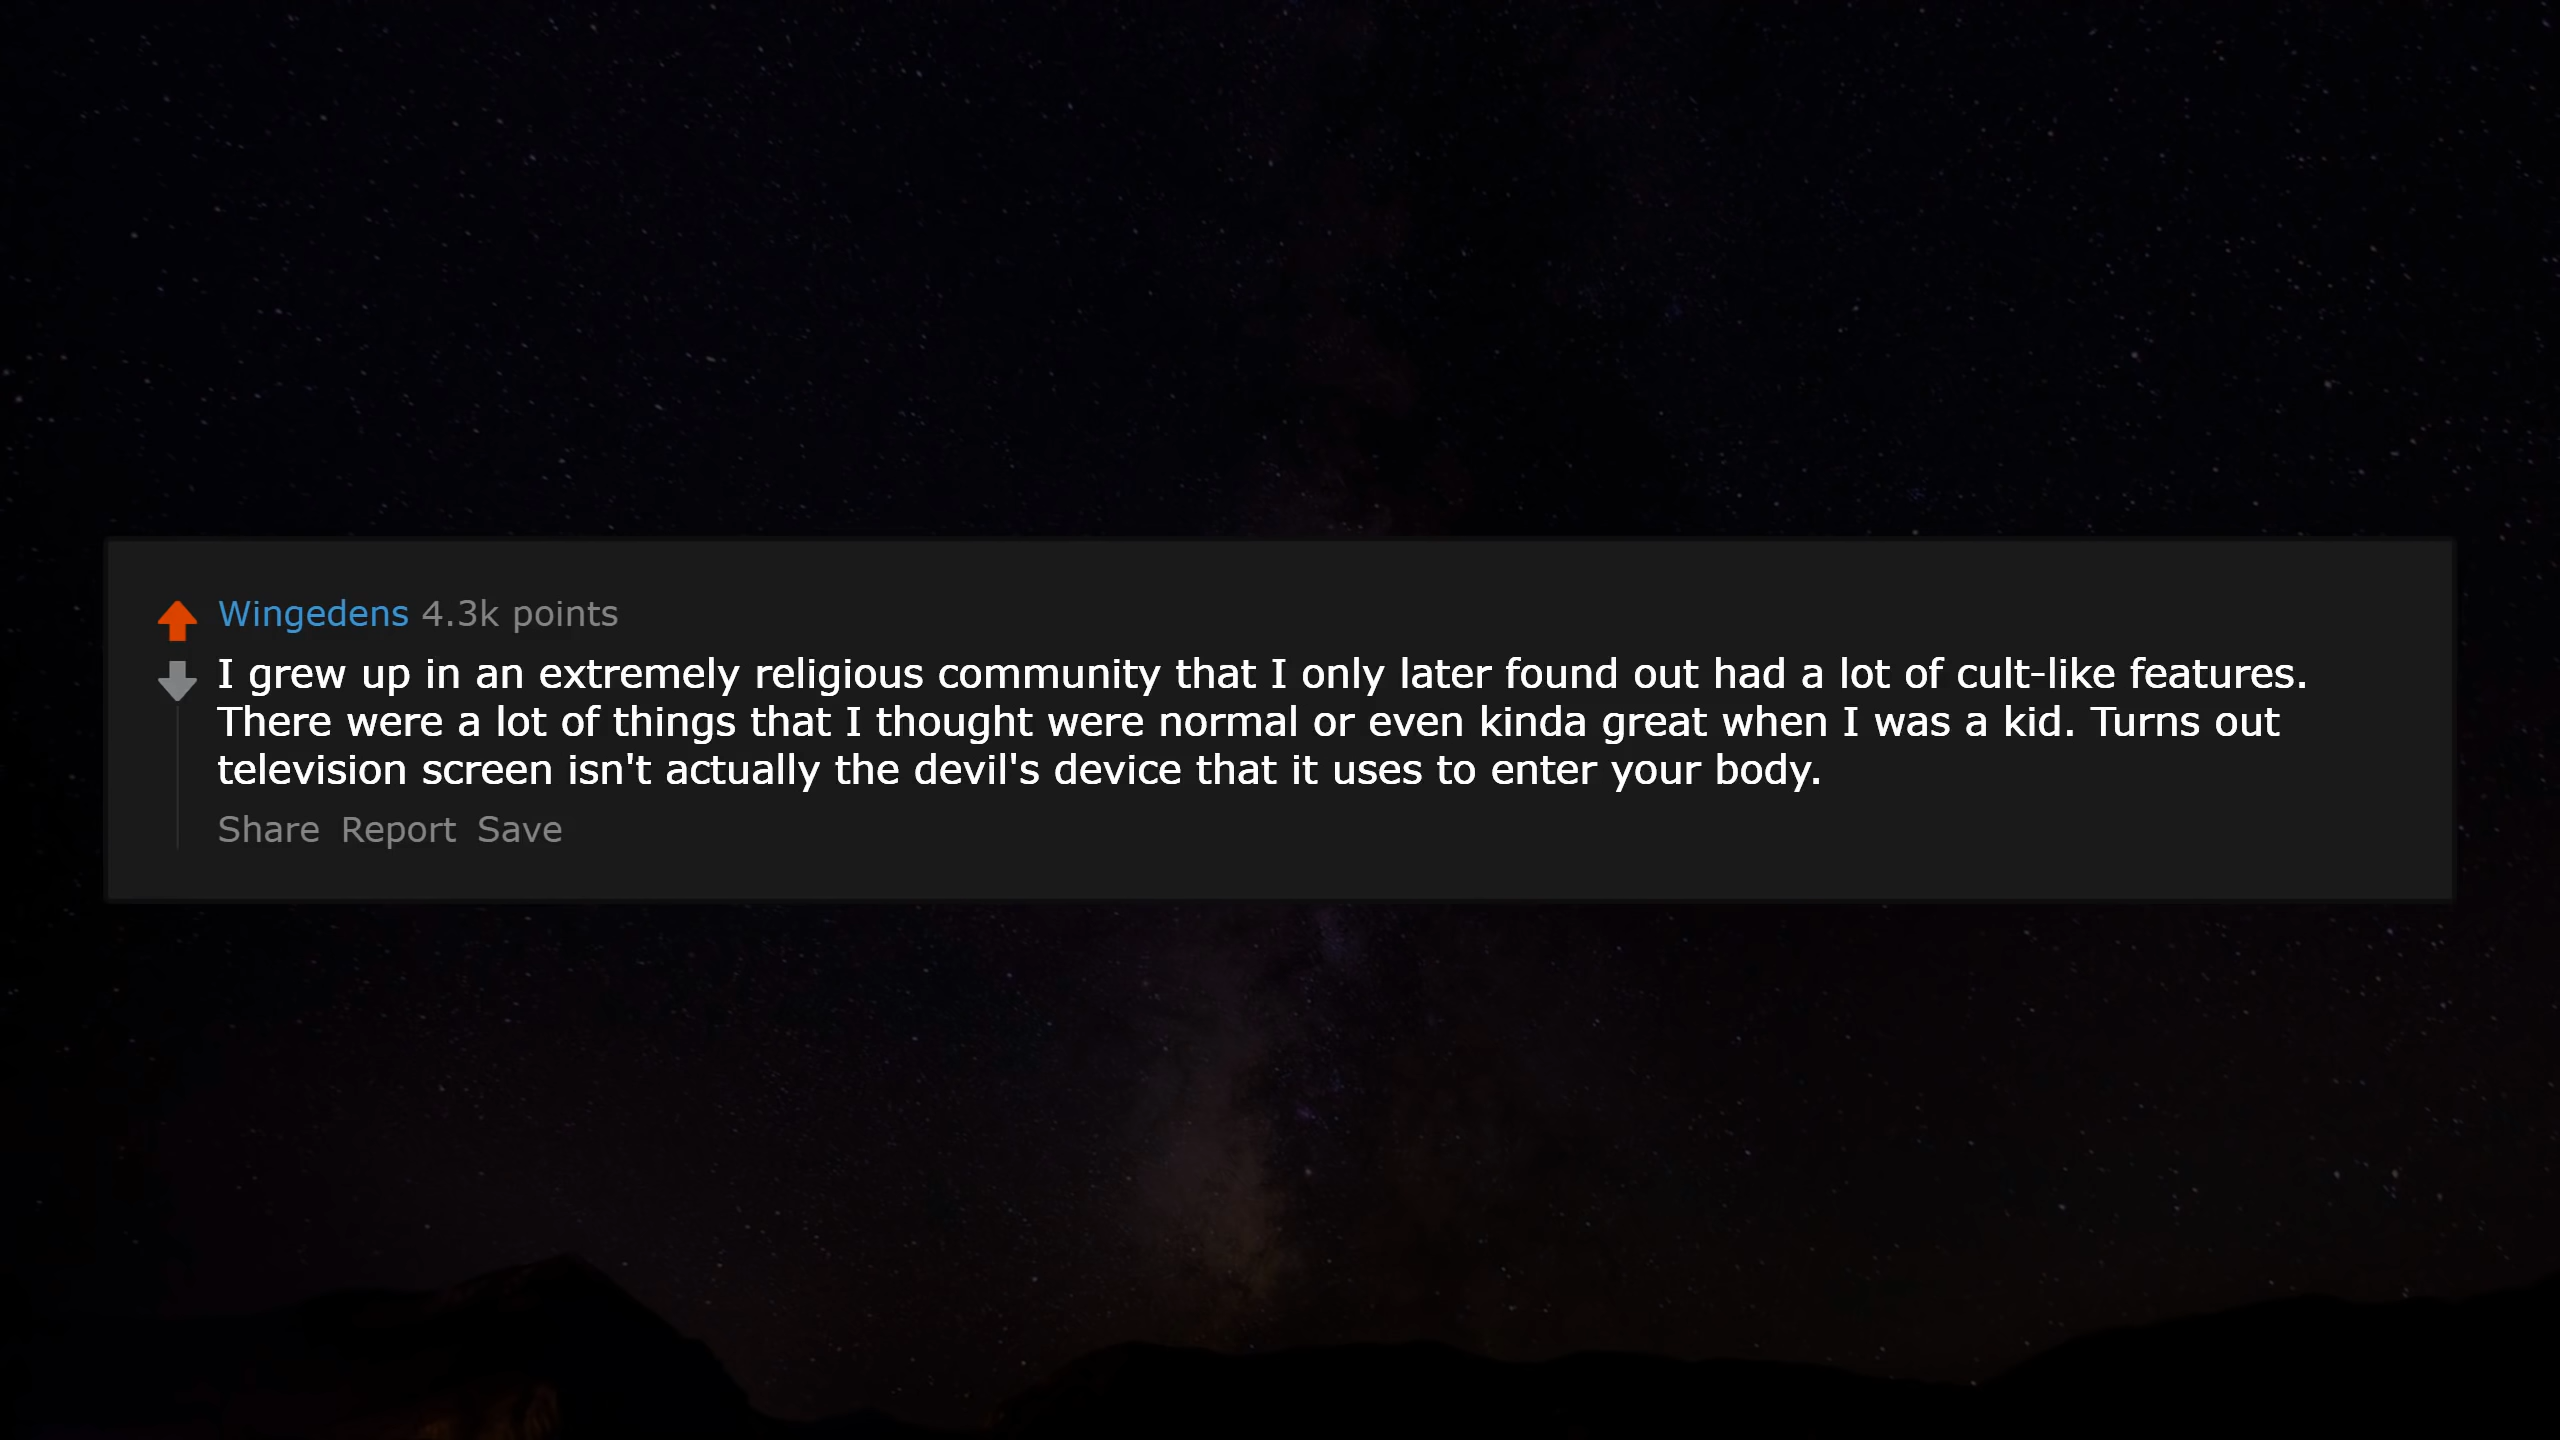 Wingedens 4.3k points
I grew up in an extremely religious community that I only later found out had a lot of cult-like features.
There were a lot of things that I thought were normal or even kinda great when I was a kid. Turns out
television screen isn't actually the devil's device that it uses to enter your body.
Share Report Save